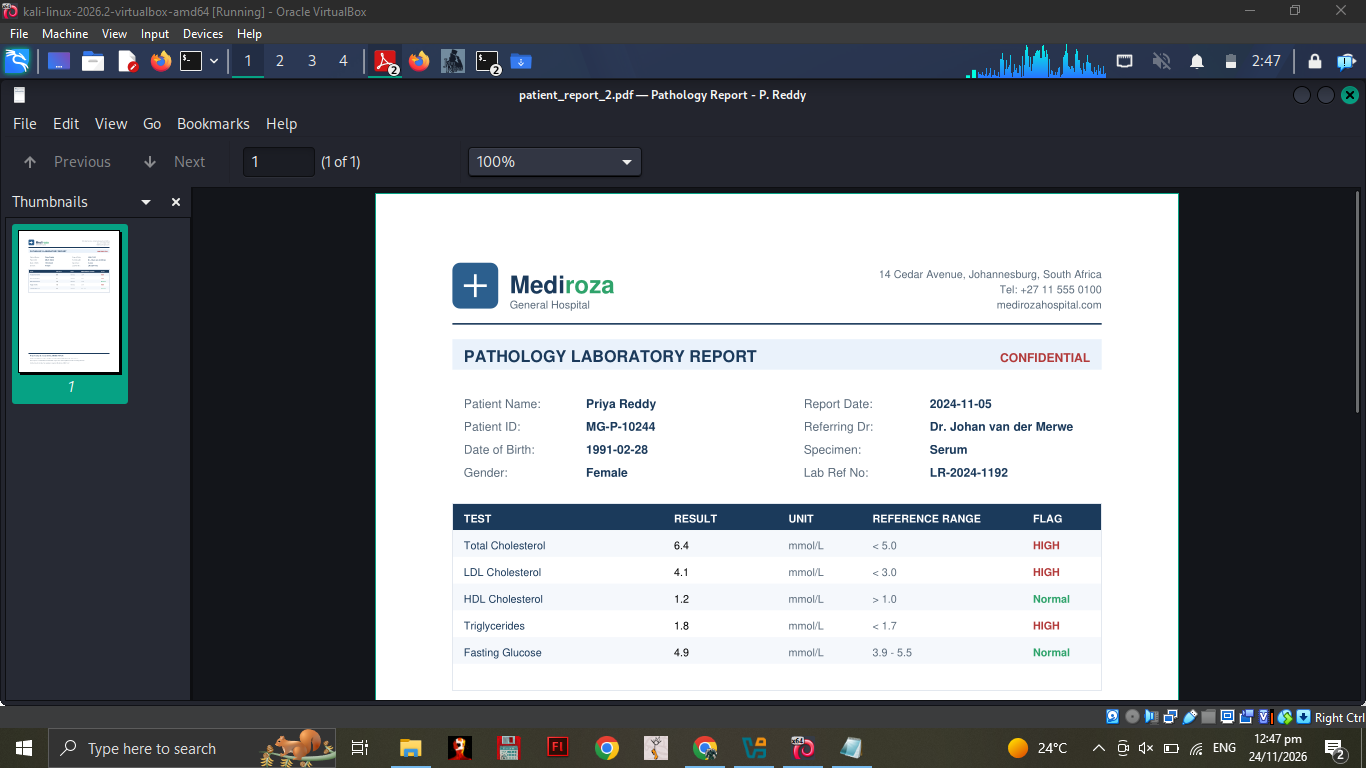 kali-linux-2026.2-virtualbox-amd64 [Running] - Oracle VirtualBox
File Machine View Input Devices Help
1 2 3 4 2 2 2:47
patient_report_2.pdf — Pathology Report - P. Reddy
File Edit View Go Bookmarks Help
Previous Next 1 (1 of 1) 100%
Thumbnails
1
Mediroza
General Hospital
14 Cedar Avenue, Johannesburg, South Africa
Tel: +27 11 555 0100
medirozahospital.com
PATHOLOGY LABORATORY REPORT CONFIDENTIAL
Patient Name: Priya Reddy Report Date: 2024-11-05
Patient ID: MG-P-10244 Referring Dr: Dr. Johan van der Merwe
Date of Birth: 1991-02-28 Specimen: Serum
Gender: Female Lab Ref No: LR-2024-1192
TEST RESULT UNIT REFERENCE RANGE FLAG
Total Cholesterol 6.4 mmol/L < 5.0 HIGH
LDL Cholesterol 4.1 mmol/L < 3.0 HIGH
HDL Cholesterol 1.2 mmol/L > 1.0 Normal
Triglycerides 1.8 mmol/L < 1.7 HIGH
Fasting Glucose 4.9 mmol/L 3.9 - 5.5 Normal
Right Ctrl
Type here to search
24°C ENG 12:47 pm
24/11/2026
2